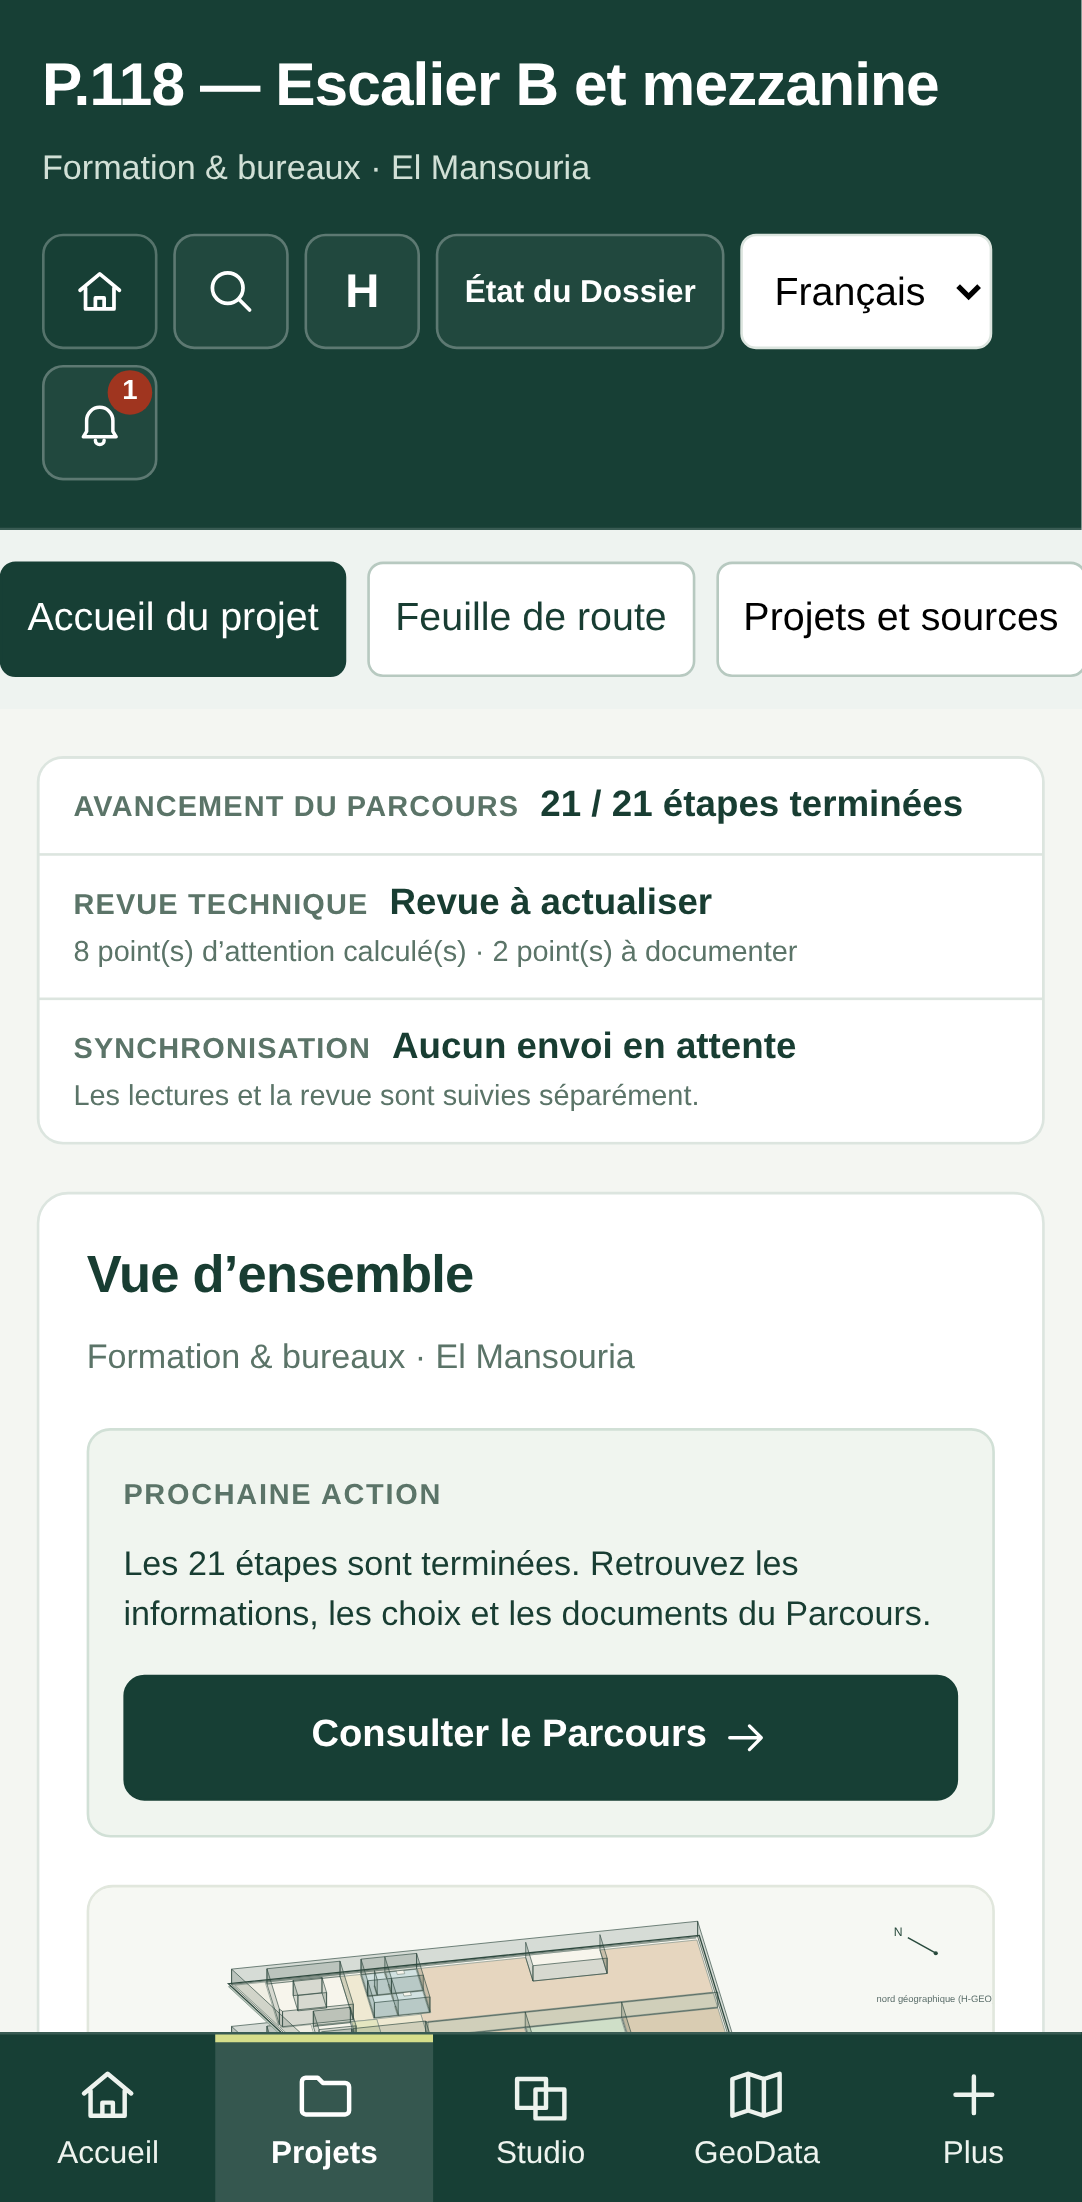 P.118 — Escalier B et mezzanine
Formation & bureaux · El Mansouria
H
État du Dossier
Français
1
Accueil du projet
Feuille de route
Projets et sources
AVANCEMENT DU PARCOURS 21 / 21 étapes terminées
REVUE TECHNIQUE Revue à actualiser
8 point(s) d’attention calculé(s) · 2 point(s) à documenter
SYNCHRONISATION Aucun envoi en attente
Les lectures et la revue sont suivies séparément.
Vue d’ensemble
Formation & bureaux · El Mansouria
PROCHAINE ACTION
Les 21 étapes sont terminées. Retrouvez les
informations, les choix et les documents du Parcours.
Consulter le Parcours →
N
nord géographique (H-GEO
Accueil
Projets
Studio
GeoData
Plus